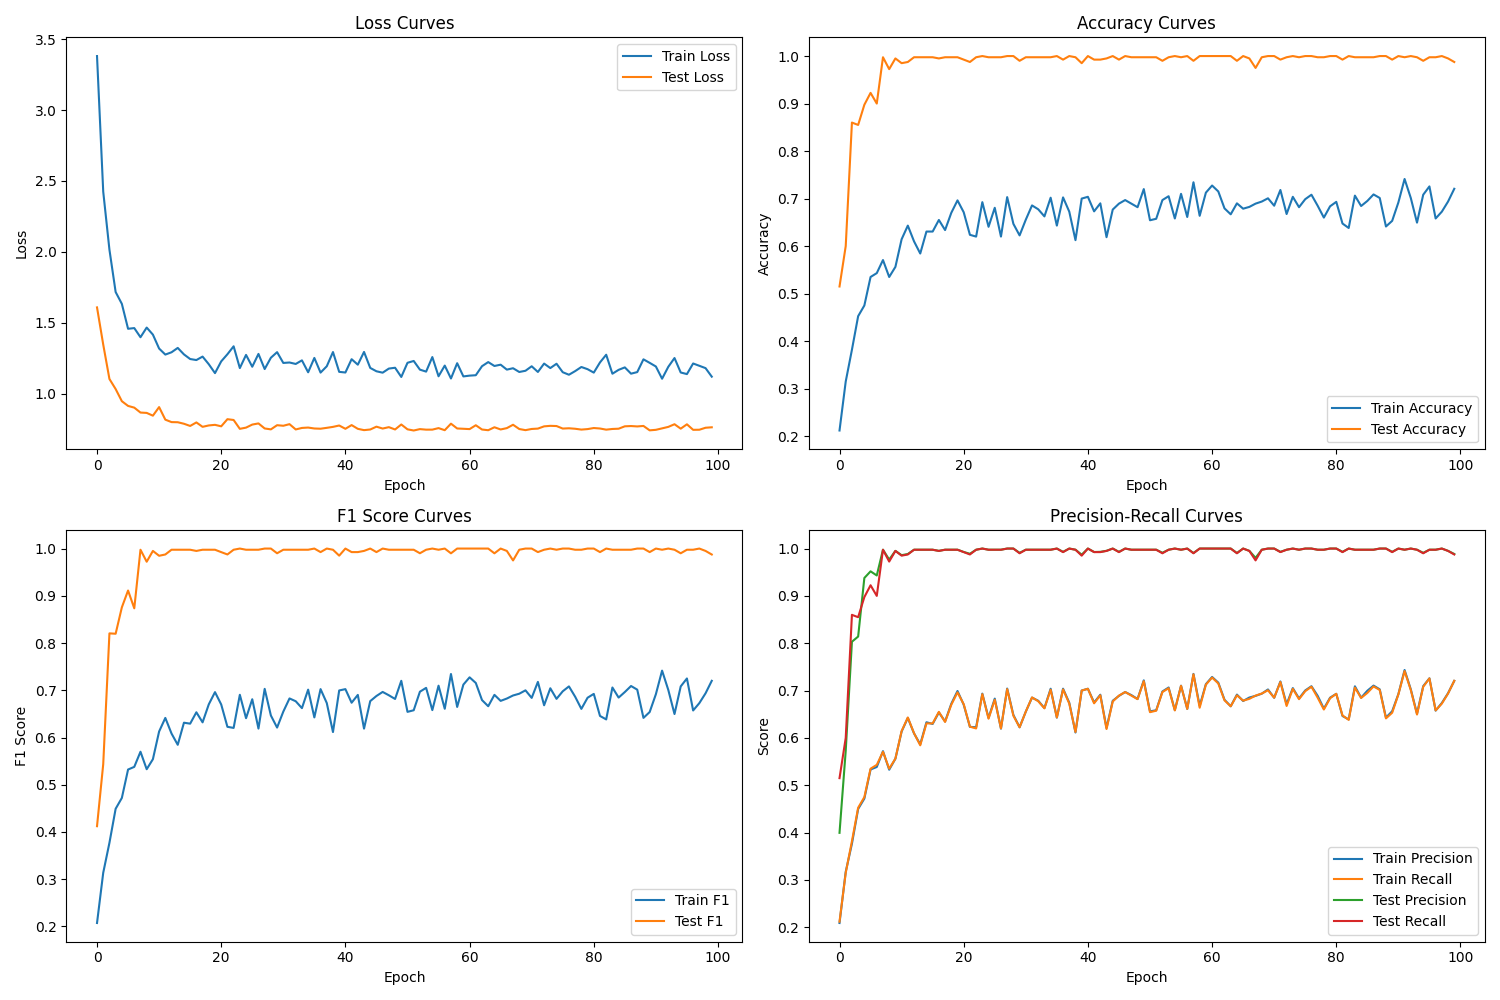 Loss Curves
3.5
3.0
2.5
2.0
1.5
1.0
Loss
Train Loss
Test Loss
0 20 40 60 80 100
Epoch
Accuracy Curves
1.0
0.9
0.8
0.7
0.6
0.5
0.4
0.3
0.2
Accuracy
Train Accuracy
Test Accuracy
0 20 40 60 80 100
Epoch
F1 Score Curves
1.0
0.9
0.8
0.7
0.6
0.5
0.4
0.3
0.2
F1 Score
Train F1
Test F1
0 20 40 60 80 100
Epoch
Precision-Recall Curves
1.0
0.9
0.8
0.7
0.6
0.5
0.4
0.3
0.2
Score
Train Precision
Train Recall
Test Precision
Test Recall
0 20 40 60 80 100
Epoch